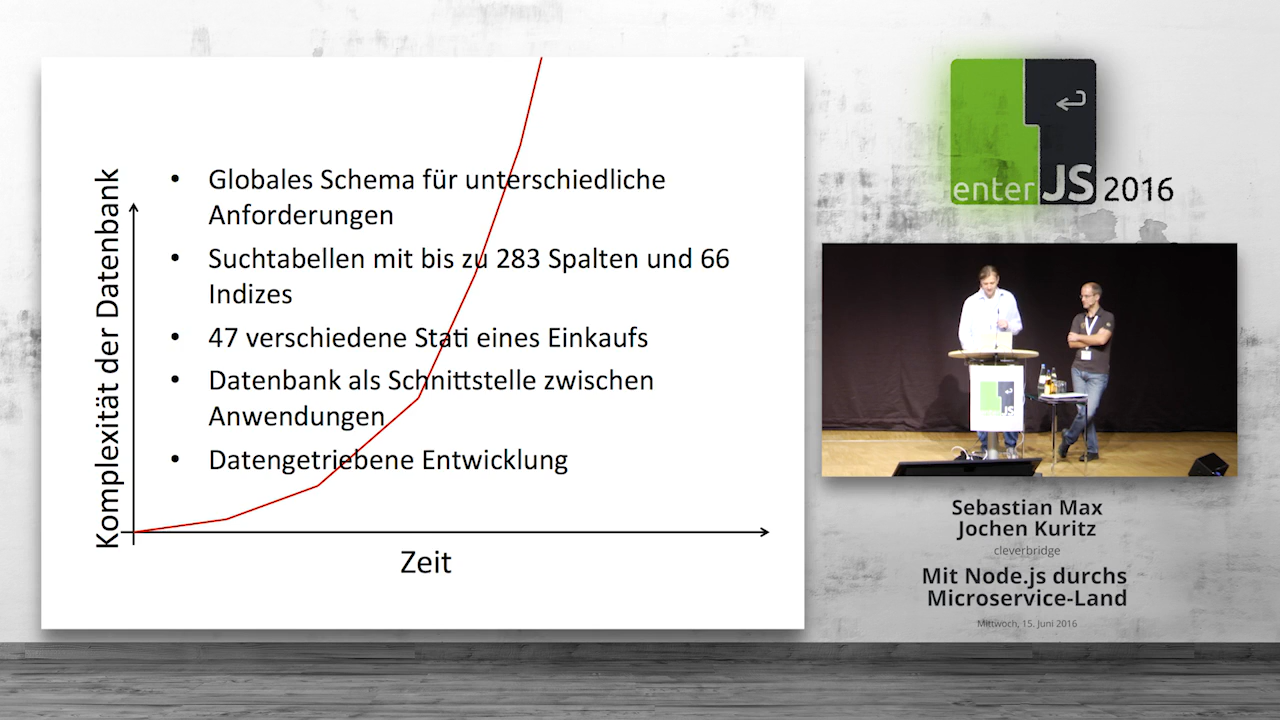 Komplexität der Datenbank
Globales Schema für unterschiedliche
Anforderungen
Suchtabellen mit bis zu 283 Spalten und 66
Indizes
47 verschiedene Stati eines Einkaufs
Datenbank als Schnittstelle zwischen
Anwendungen
Datengetriebene Entwicklung
Zeit
enterJS 2016
JS
Sebastian Max
Jochen Kuritz
cleverbridge
Mit Node.js durchs
Microservice-Land
Mittwoch, 15. Juni 2016